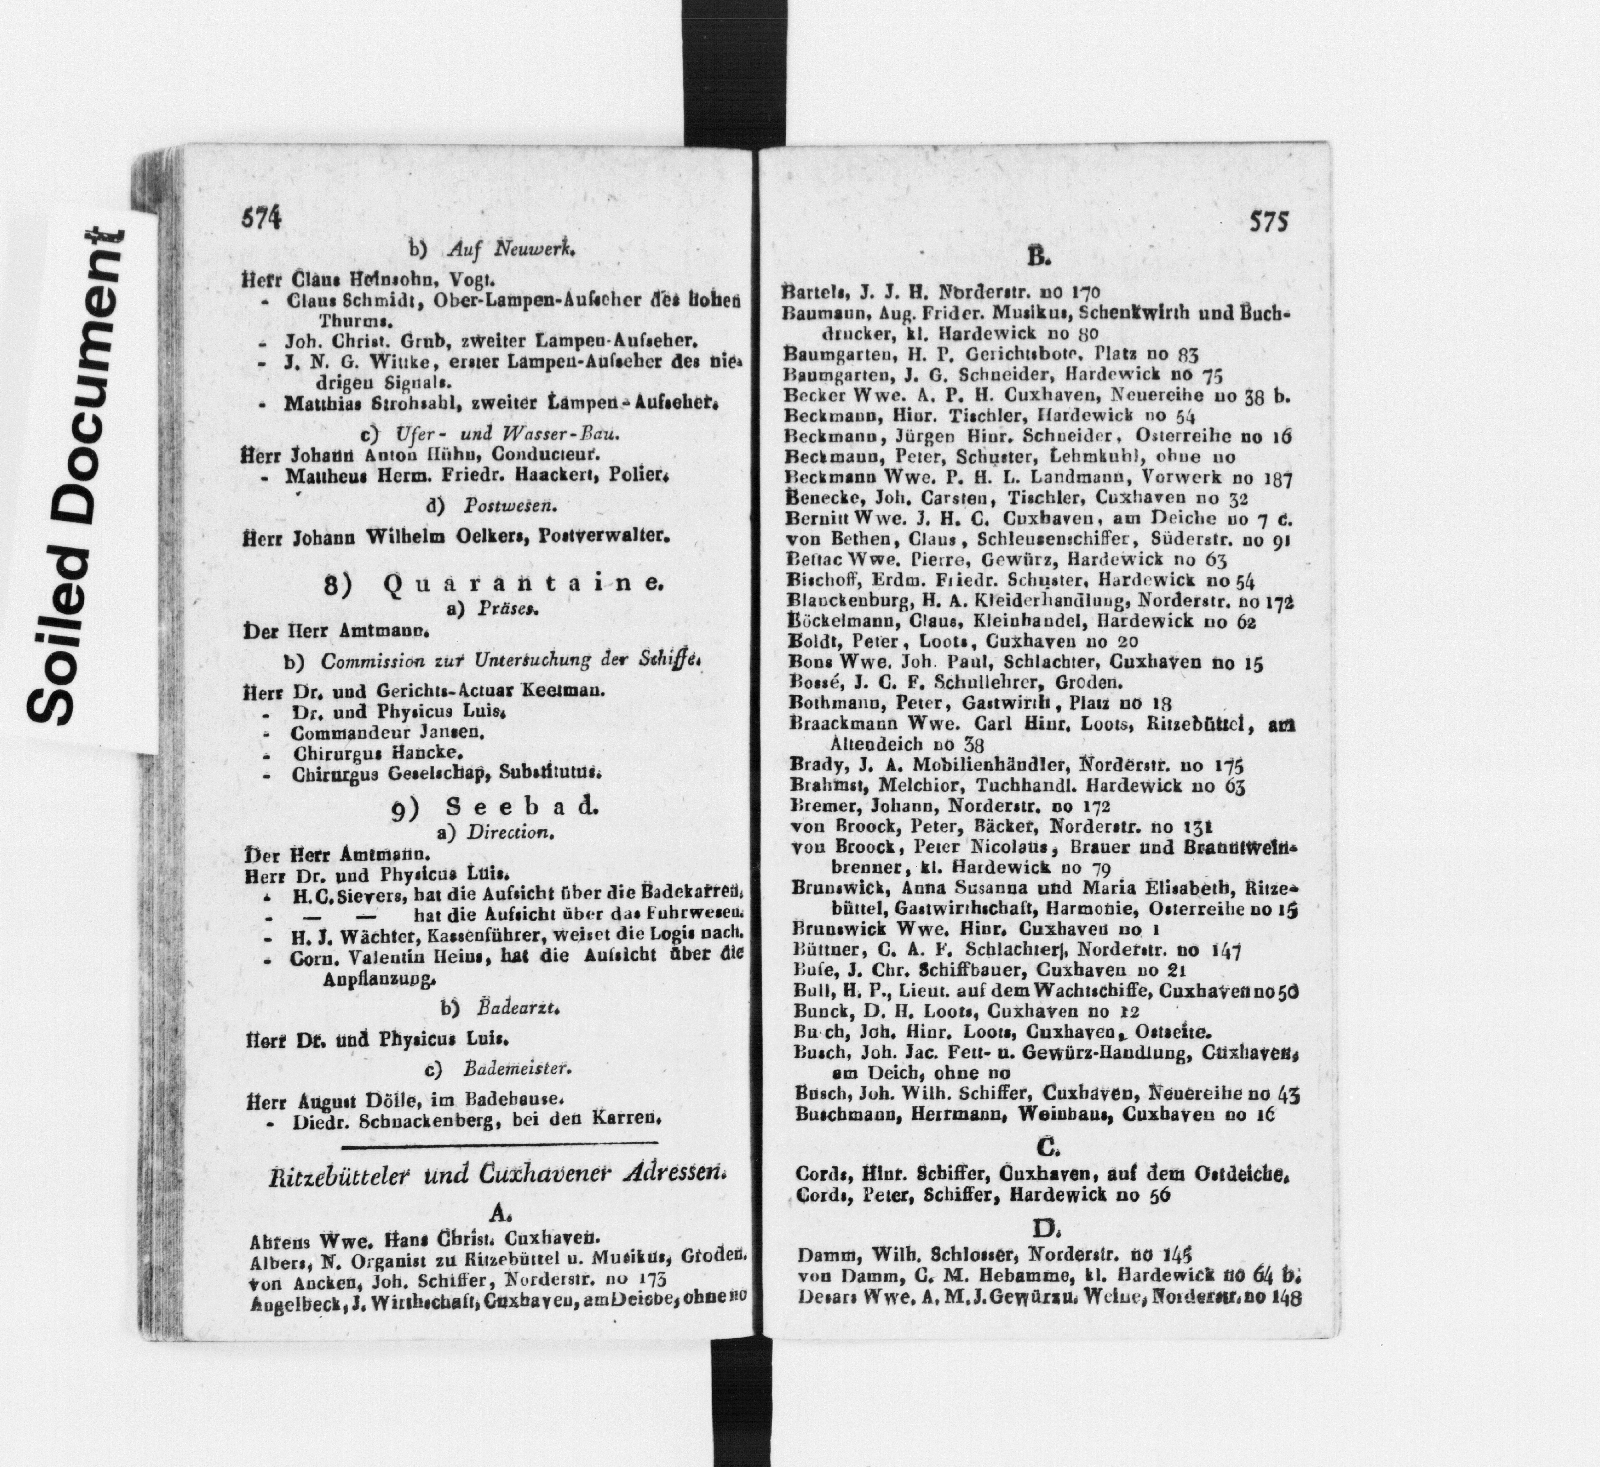 Soiled Document
574
b) Auf Neuwerk.
Herr Claus Heinsohn, Vogt.
- Claus Schmidt, Ober-Lampen-Aufseher des hohen
Thurms.
- Joh. Christ. Grub, zweiter Lampen-Aufseher.
- J. N. G. Wittke, erster Lampen-Aufseher des nie-
drigen Signals.
- Matthias Strohsahl, zweiter Lampen-Aufseher.
c) Ufer- und Wasser-Bau.
Herr Johann Anton Hühn, Conducteur.
- Mattheus Herm. Friedr. Haackert, Polier.
d) Postwesen.
Herr Johann Wilhelm Oelkers, Postverwalter.
8) Quarantaine.
a) Präses.
Der Herr Amtmann.
b) Commission zur Untersuchung der Schiffe.
Herr Dr. und Gerichts-Actuar Keetman.
- Dr. und Physicus Luis.
- Commandeur Jansen.
- Chirurgus Hancke.
- Chirurgus Geselschap, Substitutus.
9) Seebad.
a) Direction.
Der Herr Amtmann.
Herr Dr. und Physicus Luis.
- H. C. Sievers, hat die Aufsicht über die Badekarren.
- — — hat die Aufsicht über das Fuhrwesen.
- H. J. Wächter, Kassenführer, weiset die Logis nach.
- Corn. Valentin Heins, hat die Aufsicht über die
Anpflanzung.
b) Badearzt.
Herr Dr. und Physicus Luis.
c) Bademeister.
Herr August Dölle, im Badehause.
- Diedr. Schnackenberg, bei den Karren.
Ritzebütteler und Cuxhavener Adressen.
A.
Ahrens Wwe. Hans Christ. Cuxhaven.
Albers, N. Organist zu Ritzebüttel u. Musikus, Groden.
von Ancken, Joh. Schiffer, Norderstr. no 173
Angelbeck, J. Wirthschaft, Cuxhaven, am Deiche, ohne no
575
B.
Bartels, J. J. H. Norderstr. no 170
Baumann, Aug. Frider. Musikus, Schenkwirth und Buch-
drucker, kl. Hardewick no 80
Baumgarten, H. P. Gerichtsbote, Platz no 83
Baumgarten, J. G. Schneider, Hardewick no 75
Becker Wwe. A. P. H. Cuxhaven, Neuereihe no 38 b.
Beckmann, Hinr. Tischler, Hardewick no 54
Beckmann, Jürgen Hinr. Schneider, Osterreihe no 16
Beckmann, Peter, Schuster, Lehmkuhl, ohne no
Beckmann Wwe. P. H. L. Landmann, Vorwerk no 187
Benecke, Joh. Carsten, Tischler, Cuxhaven no 32
Bernitt Wwe. J. H. C. Cuxhaven, am Deiche no 7 c.
von Bethen, Claus, Schleusenschiffer, Süderstr. no 91
Bettac Wwe. Pierre, Gewürz, Hardewick no 63
Bischoff, Erdm. Friedr. Schuster, Hardewick no 54
Blanckenburg, H. A. Kleiderhandlung, Norderstr. no 172
Böckelmann, Claus, Kleinhandel, Hardewick no 62
Boldt, Peter, Loots, Cuxhaven no 20
Bons Wwe. Joh. Paul, Schlachter, Cuxhaven no 15
Bossé, J. C. F. Schullehrer, Groden.
Bothmann, Peter, Gastwirth, Platz no 18
Braackmann Wwe. Carl Hinr. Loots, Ritzebüttel, am
Altendeich no 38
Brady, J. A. Mobilienhändler, Norderstr. no 175
Brahmst, Melchior, Tuchhandl. Hardewick no 63
Bremer, Johann, Norderstr. no 172
von Broock, Peter, Bäcker, Norderstr. no 131
von Broock, Peter Nicolaus, Brauer und Branntwein-
brenner, kl. Hardewick no 79
Brunswick, Anna Susanna und Maria Elisabeth, Ritze-
büttel, Gastwirthschaft, Harmonie, Osterreihe no 15
Brunswick Wwe. Hinr. Cuxhaven no 1
Büttner, C. A. F. Schlachter, Norderstr. no 147
Bufe, J. Chr. Schiffbauer, Cuxhaven no 21
Bull, H. P., Lieut. auf dem Wachtschiffe, Cuxhaven no 50
Bunck, D. H. Loots, Cuxhaven no 12
Bu ch, Joh. Hinr. Loots, Cuxhaven, Ostseite.
Busch, Joh. Jac. Fett- u. Gewürz-Handlung, Cuxhaven,
am Deich, ohne no
Busch, Joh. Wilh. Schiffer, Cuxhaven, Neuereihe no 43
Buschmann, Herrmann, Weinhaus, Cuxhaven no 16
C.
Cords, Hinr. Schiffer, Cuxhaven, auf dem Ostdeiche.
Cords, Peter, Schiffer, Hardewick no 56
D.
Damm, Wilh. Schlosser, Norderstr. no 145
von Damm, C. M. Hebamme, kl. Hardewick no 64 b.
Desars Wwe. A. M. J. Gewürz u. Weine, Norderstr. no 148